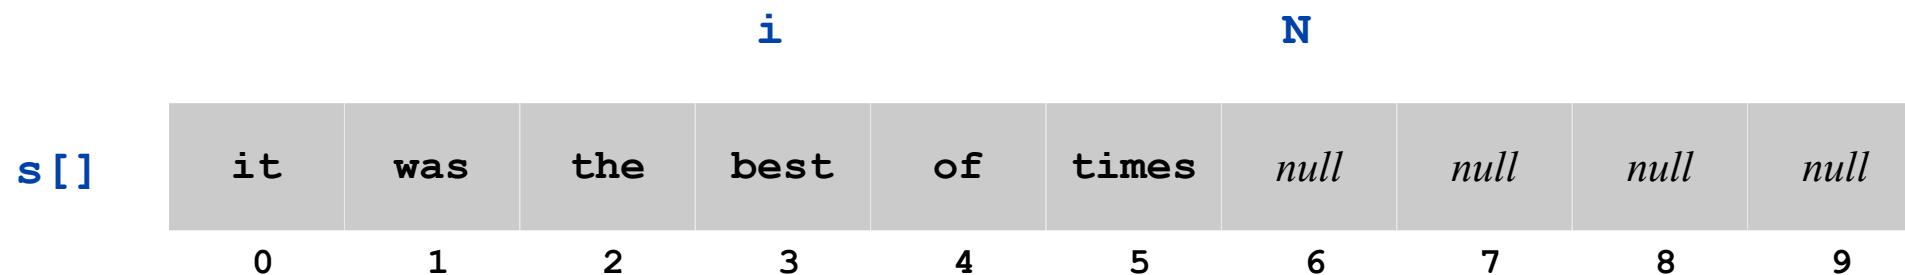 i N
s[] it was the best of times null null null null
0 1 2 3 4 5 6 7 8 9